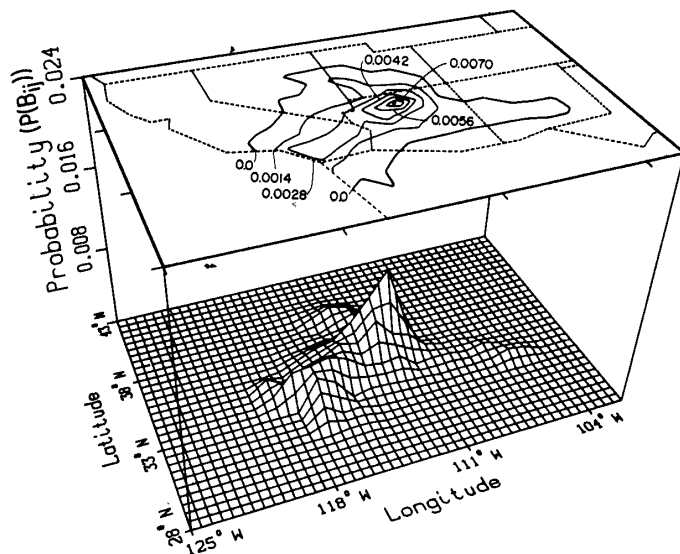 Probability (P(Bij))
0.024
0.016
0.008
0.0042
0.0070
0.0056
0.0
0.0014
0.0028
0.0
43° N
38° N
33° N
28° N
Latitude
125° W
118° W
111° W
104° W
Longitude